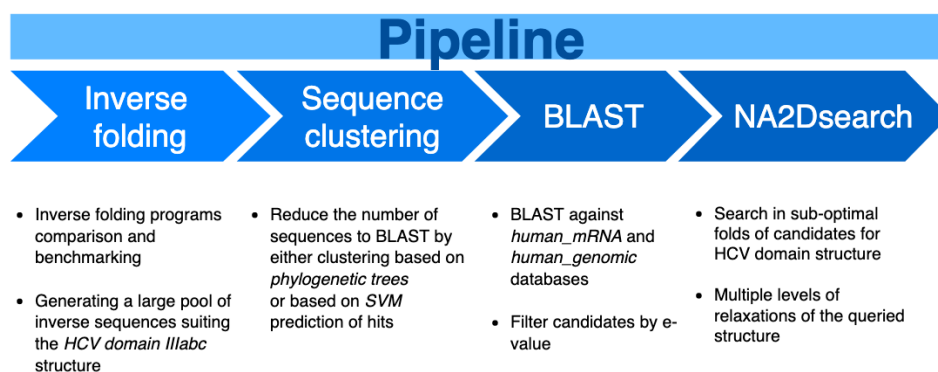 Pipeline
Inverse
folding
Sequence
clustering
BLAST
NA2Dsearch
• Inverse folding programs
comparison and
benchmarking
• Generating a large pool of
inverse sequences suiting
the HCV domain IIIabc
structure
• Reduce the number of
sequences to BLAST by
either clustering based on
phylogenetic trees
or based on SVM
prediction of hits
• BLAST against
human_mRNA and
human_genomic
databases
• Filter candidates by e-
value
• Search in sub-optimal
folds of candidates for
HCV domain structure
• Multiple levels of
relaxations of the queried
structure